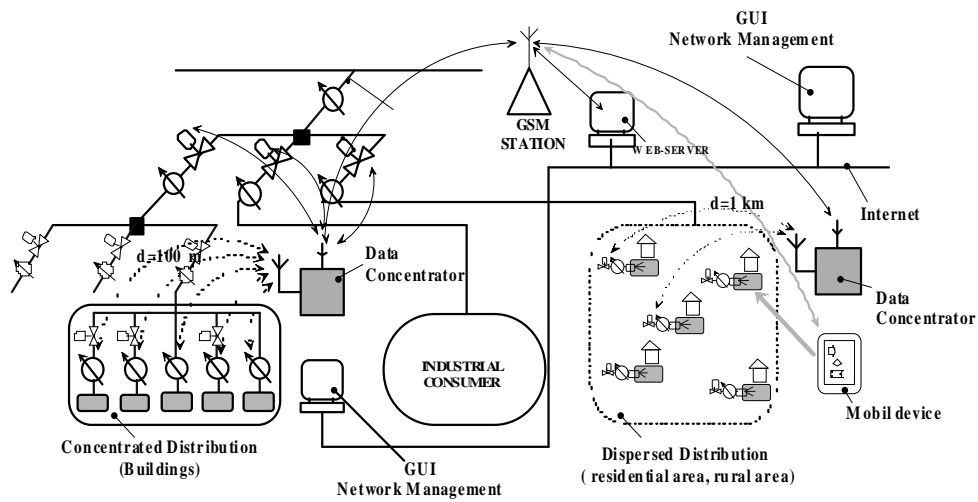 GUI
Network Management
GSM
STATION
WEB-SERVER
Internet
d=1 km
d=100 m
Data
Concentrator
Data
Concentrator
INDUSTRIAL
CONSUMER
Mobil device
Concentrated Distribution
(Buildings)
GUI
Network Management
Dispersed Distribution
( residential area, rural area)